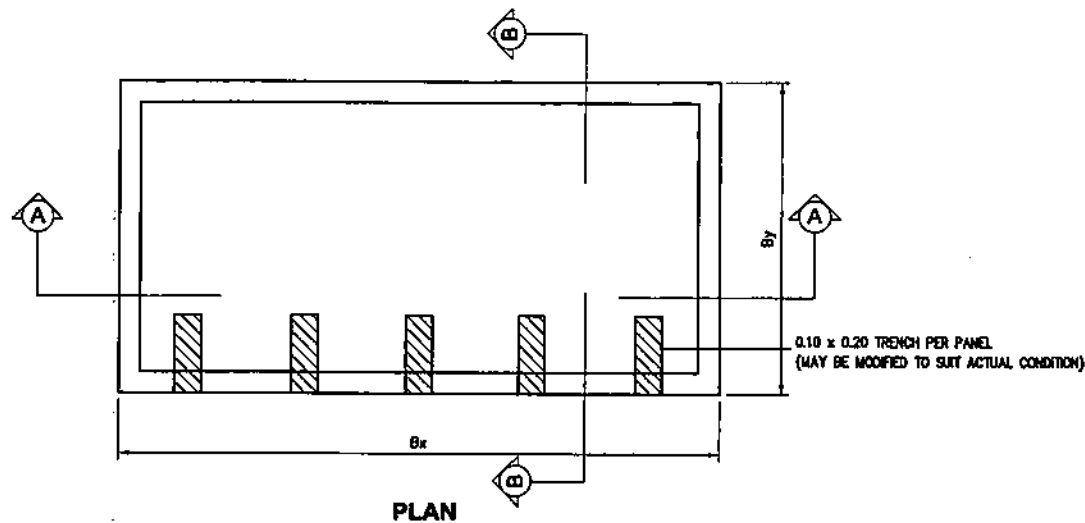 B
A
A
By
0.10 x 0.20 TRENCH PER PANEL
(MAY BE MODIFIED TO SUIT ACTUAL CONDITION)
Bx
B
PLAN